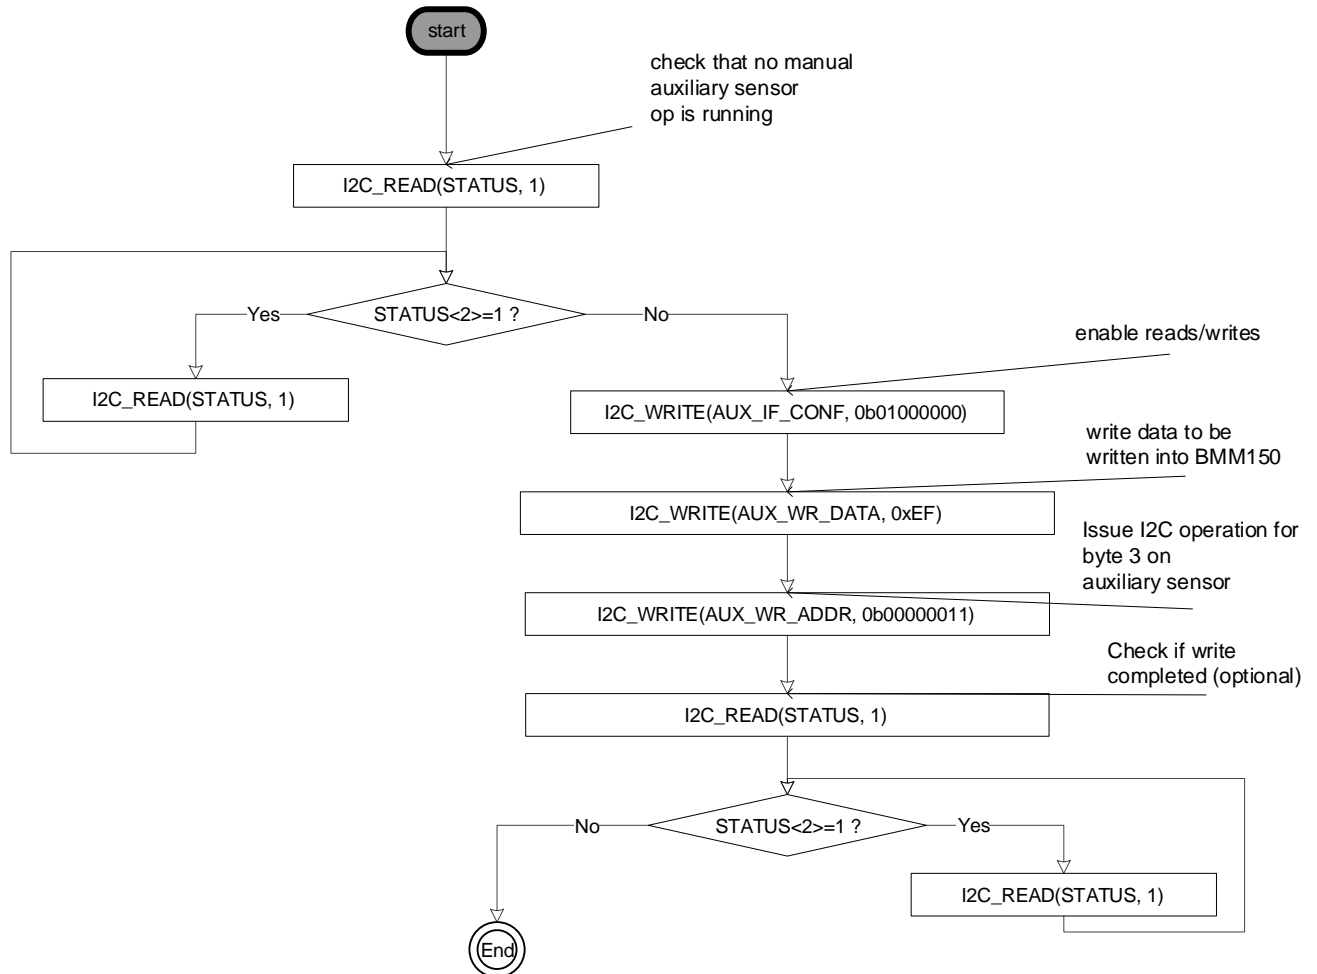 start
check that no manual
auxiliary sensor
op is running
I2C_READ(STATUS, 1)
STATUS<2>=1 ?
Yes
No
I2C_READ(STATUS, 1)
enable reads/writes
I2C_WRITE(AUX_IF_CONF, 0b01000000)
write data to be
written into BMM150
I2C_WRITE(AUX_WR_DATA, 0xEF)
Issue I2C operation for
byte 3 on
auxiliary sensor
I2C_WRITE(AUX_WR_ADDR, 0b00000011)
Check if write
completed (optional)
I2C_READ(STATUS, 1)
STATUS<2>=1 ?
No
Yes
I2C_READ(STATUS, 1)
End